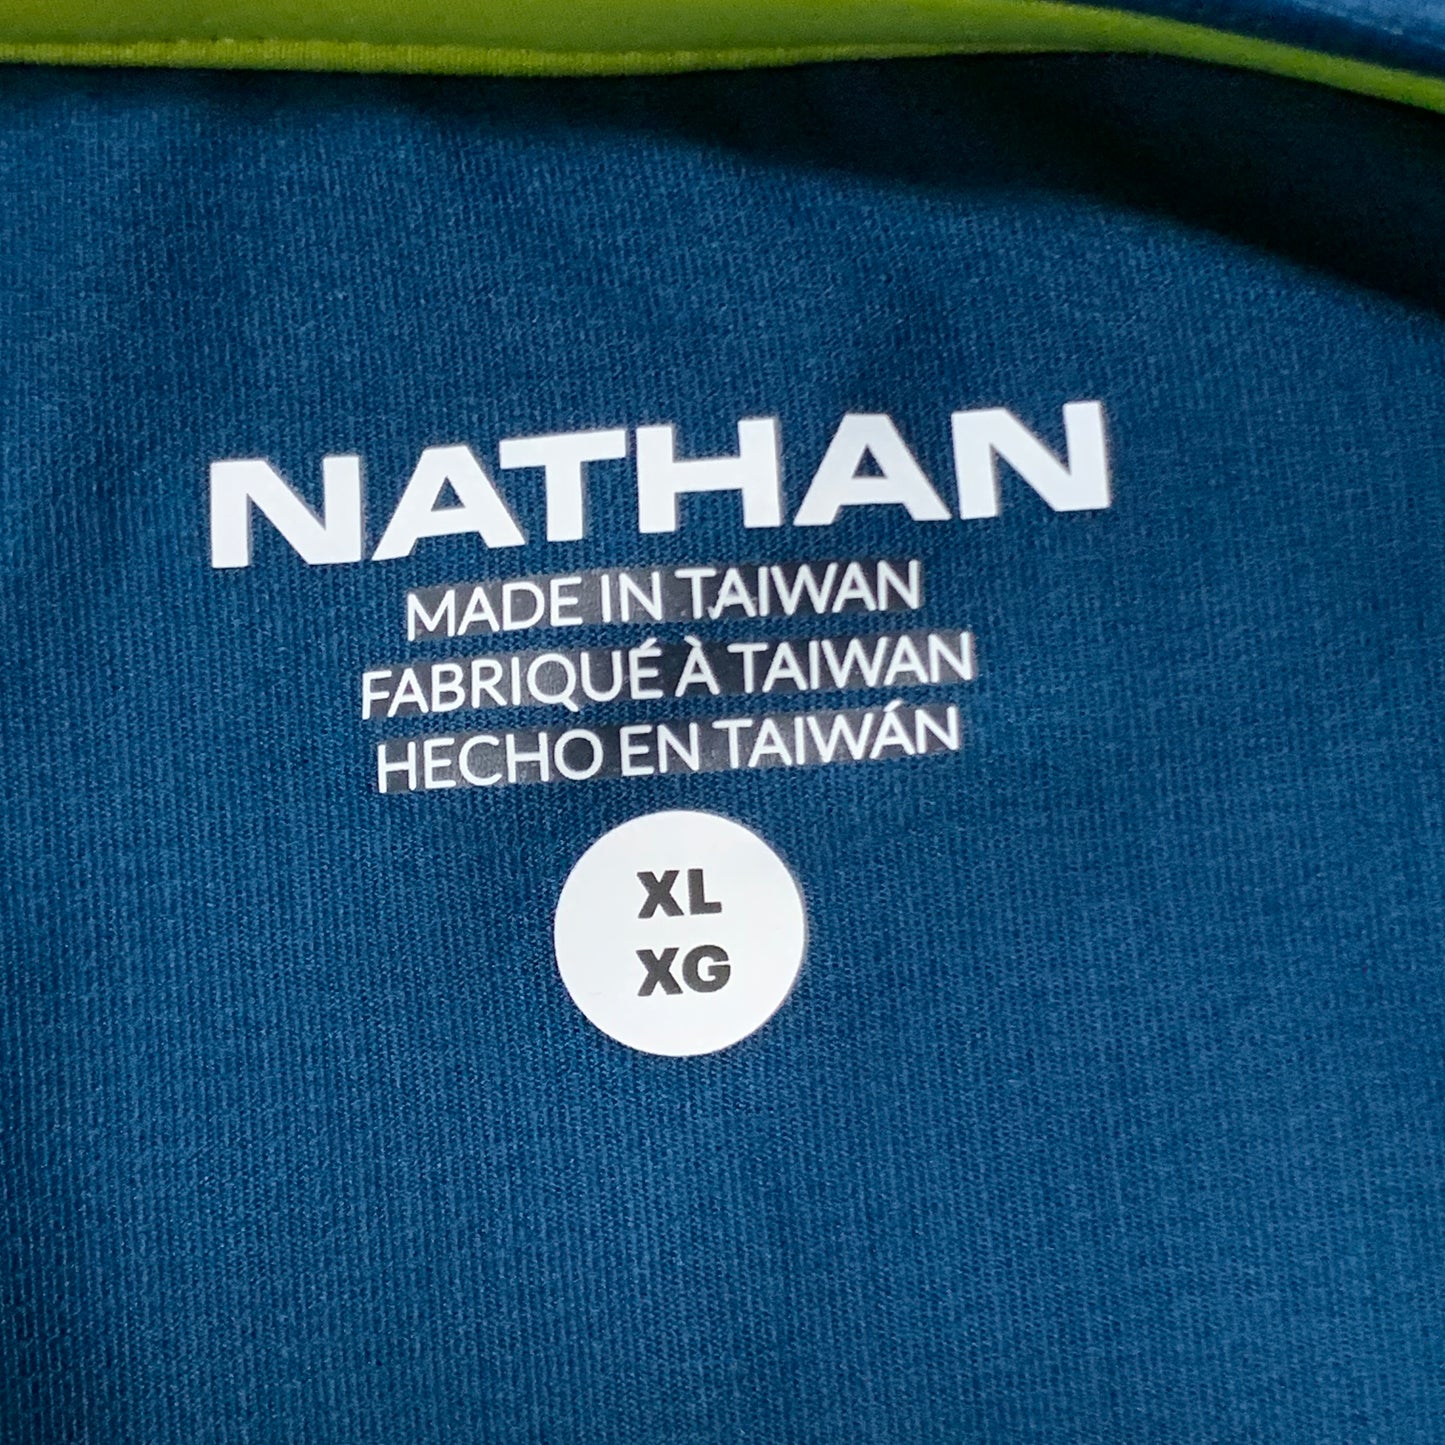 NATHAN
MADE IN TAIWAN
FABRIQUÉ À TAIWAN
HECHO EN TAIWÁN
XL
XG